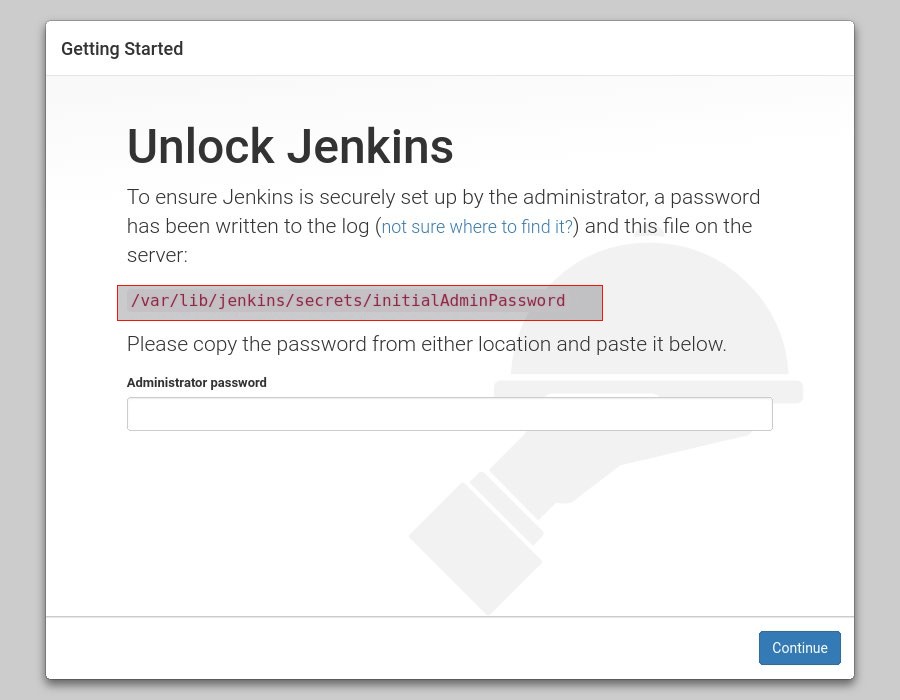 Getting Started
Unlock Jenkins
To ensure Jenkins is securely set up by the administrator, a password
has been written to the log (not sure where to find it?) and this file on the
server:
/var/lib/jenkins/secrets/initialAdminPassword
Please copy the password from either location and paste it below.
Administrator password
Continue